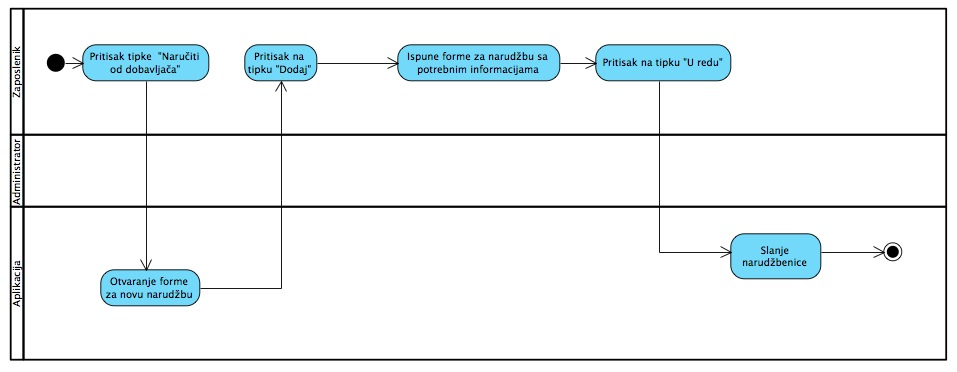 Zaposlenik
Pritisak tipke "Naručiti
od dobavljača"
Pritisak na
tipku "Dodaj"
Ispune forme za narudžbu sa
potrebnim informacijama
Pritisak na tipku "U redu"
Administrator
Aplikacija
Otvaranje forme
za novu narudžbu
Slanje
narudžbenice